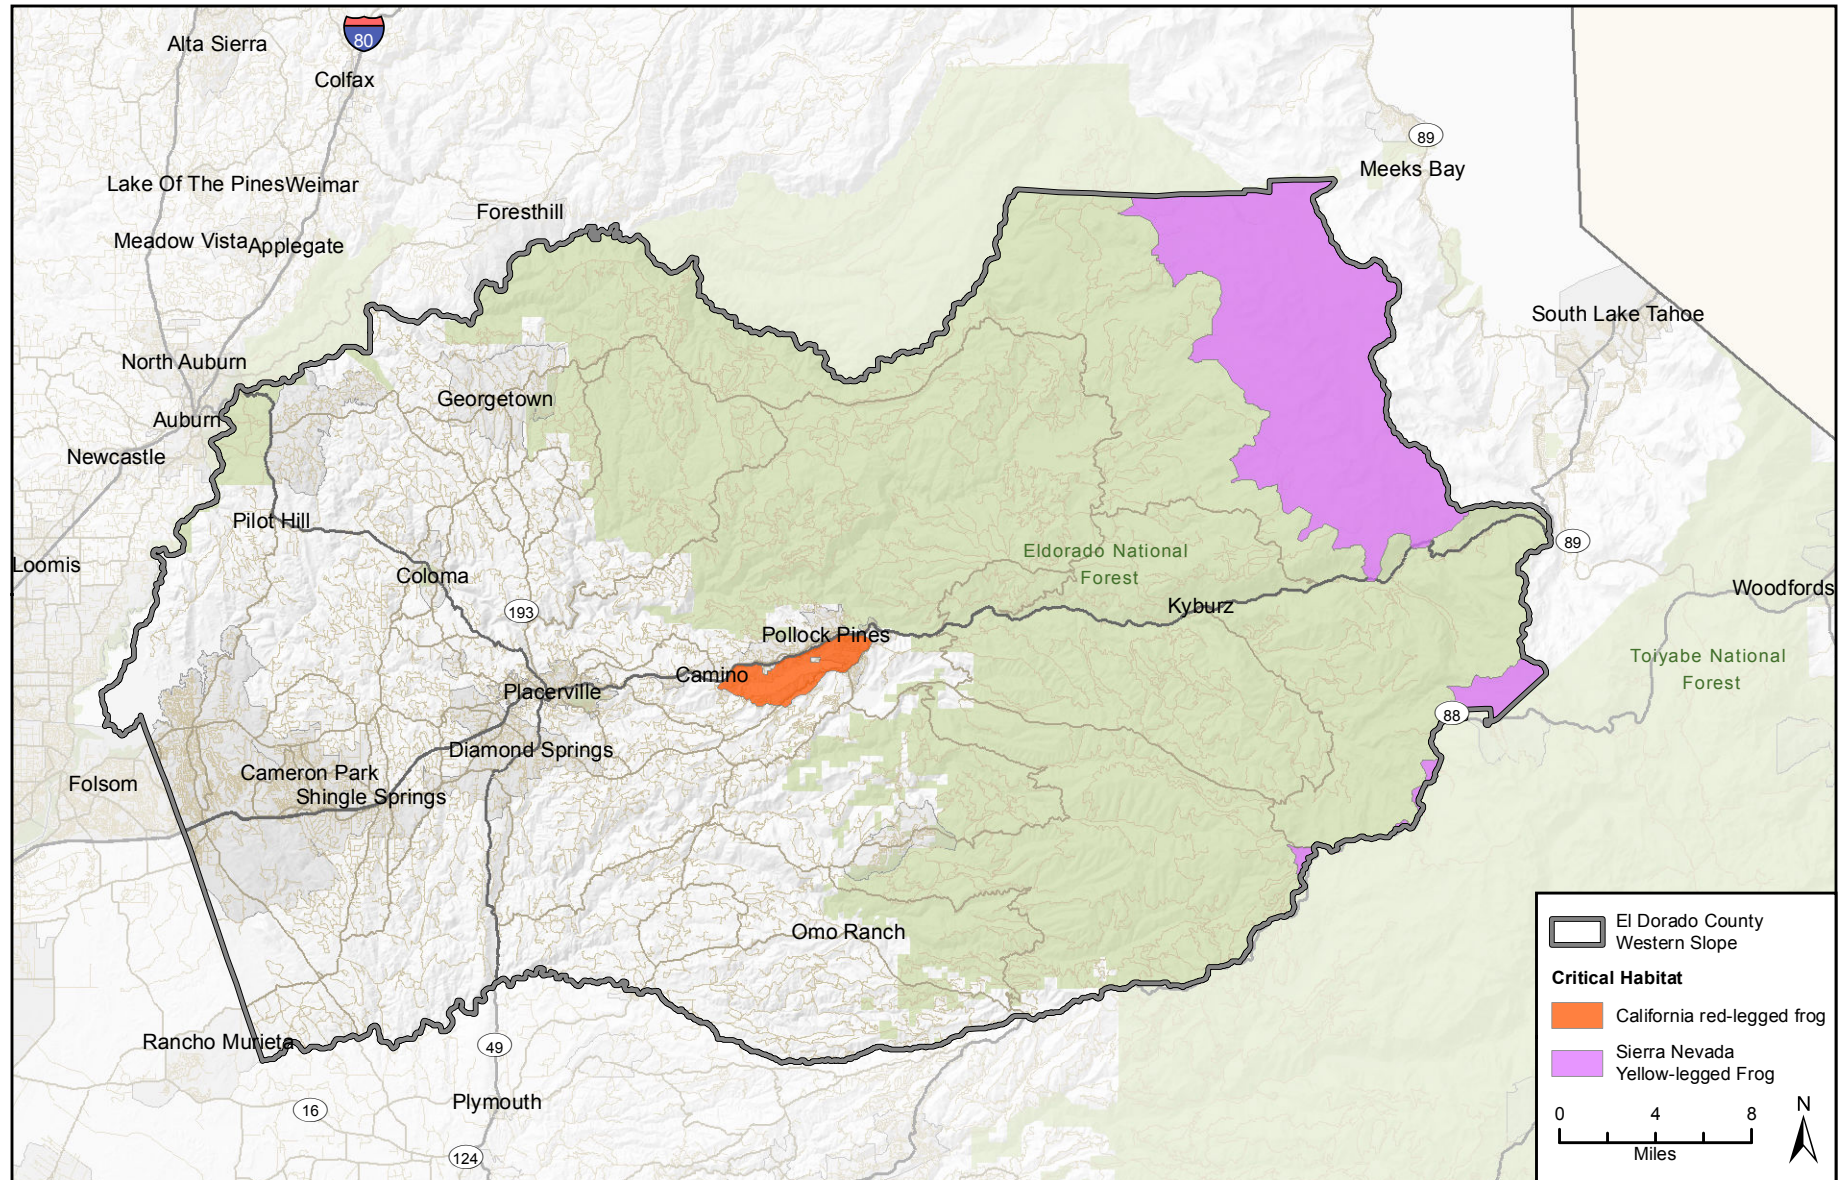 Alta Sierra
80
Colfax
89
Meeks Bay
Lake Of The Pines
Weimar
Foresthill
Meadow Vista
Applegate
South Lake Tahoe
North Auburn
Georgetown
Auburn
Newcastle
Pilot Hill
89
Eldorado National
Forest
Loomis
Coloma
Woodfords
193
Kyburz
Pollock Pines
Toiyabe National
Forest
Camino
Placerville
88
Diamond Springs
Cameron Park
Folsom
Shingle Springs
Omo Ranch
Rancho Murieta
49
Plymouth
16
124
El Dorado County
Western Slope
Critical Habitat
California red-legged frog
Sierra Nevada
Yellow-legged Frog
0 4 8
Miles
N